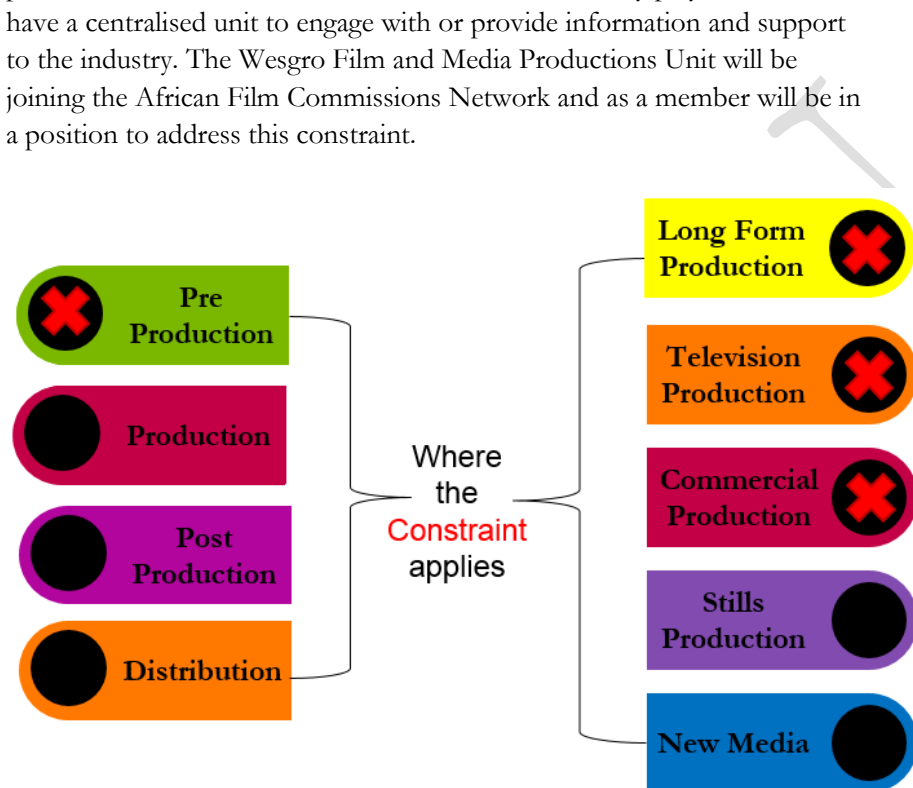 have a centralised unit to engage with or provide information and support
to the industry. The Wesgro Film and Media Productions Unit will be
joining the African Film Commissions Network and as a member will be in
a position to address this constraint.
Pre
Production
Production
Post
Production
Distribution
Where
the
Constraint
applies
Long Form
Production
Television
Production
Commercial
Production
Stills
Production
New Media